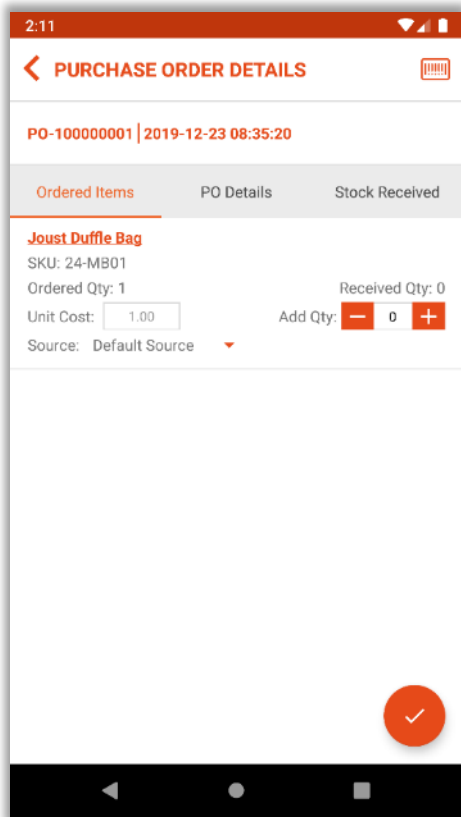 2:11
PURCHASE ORDER DETAILS
PO-100000001 | 2019-12-23 08:35:20
Ordered Items PO Details Stock Received
Joust Duffle Bag
SKU: 24-MB01
Ordered Qty: 1 Received Qty: 0
Unit Cost: 1.00 Add Qty: — 0 +
Source: Default Source